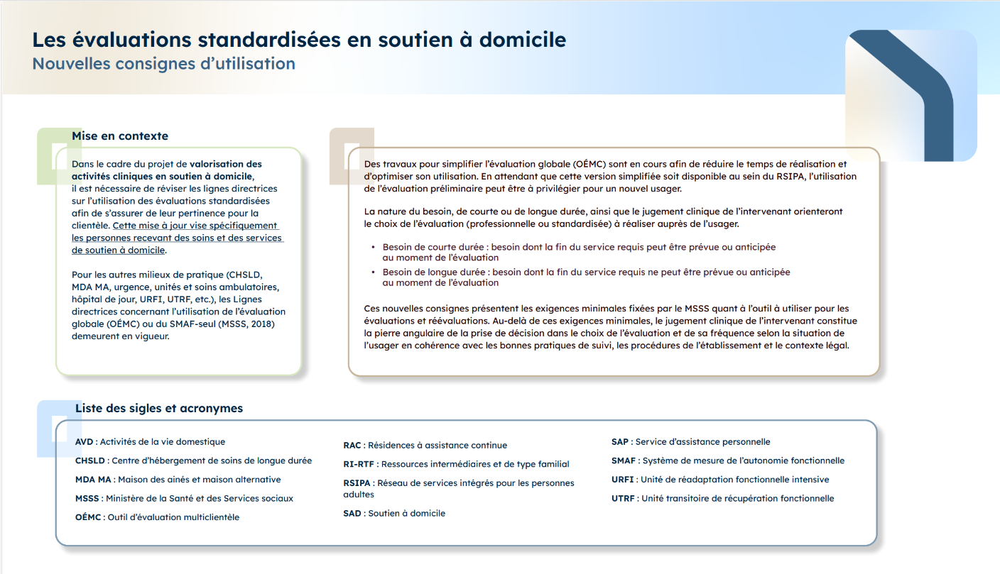 Les évaluations standardisées en soutien à domicile
Nouvelles consignes d'utilisation
Mise en contexte
Dans le cadre du projet de valorisation des
activités cliniques en soutien à domicile,
il est nécessaire de réviser les lignes directrices
sur l'utilisation des évaluations standardisées
afin de s'assurer de leur pertinence pour la
clientèle. Cette mise à jour vise spécifiquement
les personnes recevant des soins et des services
de soutien à domicile.
Pour les autres milieux de pratique (CHSLD,
MDA MA, urgence, unités et soins ambulatoires,
hôpital de jour, URFI, UTRF, etc.), les Lignes
directrices concernant l'utilisation de l'évaluation
globale (OÉMC) ou du SMAF-seul (MSSS, 2018)
demeurent en vigueur.
Des travaux pour simplifier l'évaluation globale (OÉMC) sont en cours afin de réduire le temps de réalisation et
d'optimiser son utilisation. En attendant que cette version simplifiée soit disponible au sein du RSIPA, l'utilisation
de l'évaluation préliminaire peut être à privilégier pour un nouvel usager.
La nature du besoin, de courte ou de longue durée, ainsi que le jugement clinique de l'intervenant orienteront
le choix de l'évaluation (professionnelle ou standardisée) à réaliser auprès de l'usager.
• Besoin de courte durée : besoin dont la fin du service requis peut être prévue ou anticipée
au moment de l'évaluation
• Besoin de longue durée : besoin dont la fin du service requis ne peut être prévue ou anticipée
au moment de l'évaluation
Ces nouvelles consignes présentent les exigences minimales fixées par le MSSS quant à l'outil à utiliser pour les
évaluations et réévaluations. Au-delà de ces exigences minimales, le jugement clinique de l'intervenant constitue
la pierre angulaire de la prise de décision dans le choix de l'évaluation et de sa fréquence selon la situation de
l'usager en cohérence avec les bonnes pratiques de suivi, les procédures de l'établissement et le contexte légal.
Liste des sigles et acronymes
AVD : Activités de la vie domestique
CHSLD : Centre d'hébergement de soins de longue durée
MDA MA : Maison des ainés et maison alternative
MSSS : Ministère de la Santé et des Services sociaux
OÉMC : Outil d'évaluation multiclientèle
RAC : Résidences à assistance continue
RI-RTF : Ressources intermédiaires et de type familial
RSIPA : Réseau de services intégrés pour les personnes
adultes
SAD : Soutien à domicile
SAP : Service d'assistance personnelle
SMAF : Système de mesure de l'autonomie fonctionnelle
URFI : Unité de réadaptation fonctionnelle intensive
UTRF : Unité transitoire de récupération fonctionnelle